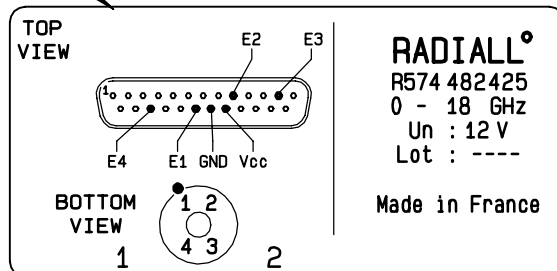 TOP
VIEW
E2 E3
1
E4 E1 GND Vcc
BOTTOM
VIEW
1 2
4 3
1 2
RADIALL°
R574 482425
0 - 18 GHz
Un : 12 V
Lot : ----
Made in France